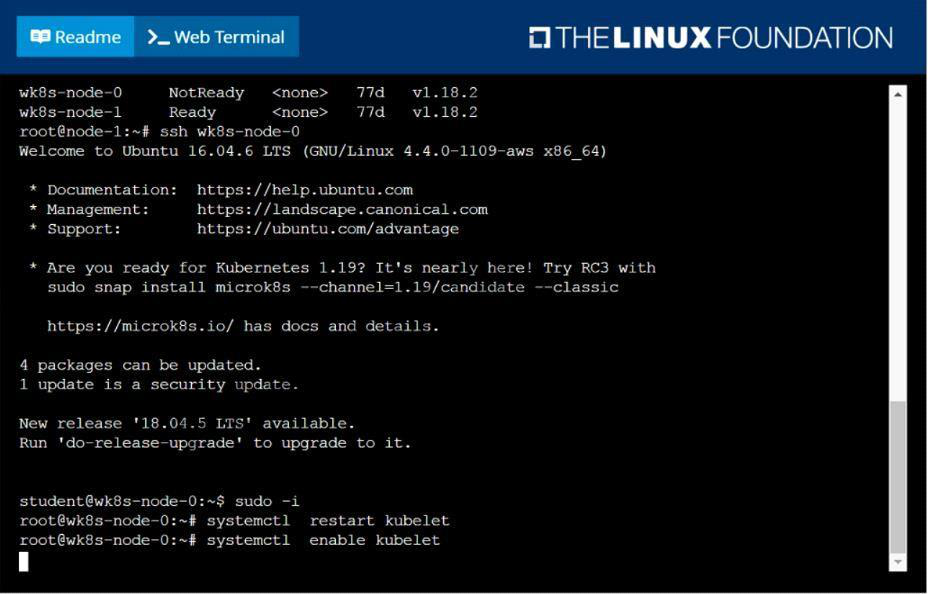 Readme
Web Terminal
THE LINUX FOUNDATION
wk8s-node-0     NotReady   <none>   77d   v1.18.2
wk8s-node-1     Ready      <none>   77d   v1.18.2
root@node-1:~# ssh wk8s-node-0
Welcome to Ubuntu 16.04.6 LTS (GNU/Linux 4.4.0-1109-aws x86_64)
* Documentation:  https://help.ubuntu.com
* Management:     https://landscape.canonical.com
* Support:        https://ubuntu.com/advantage
* Are you ready for Kubernetes 1.19? It's nearly here! Try RC3 with
sudo snap install microk8s --channel=1.19/candidate --classic
https://microk8s.io/ has docs and details.
4 packages can be updated.
1 update is a security update.
New release '18.04.5 LTS' available.
Run 'do-release-upgrade' to upgrade to it.
student@wk8s-node-0:~$ sudo -i
root@wk8s-node-0:~# systemctl  restart kubelet
root@wk8s-node-0:~# systemctl  enable kubelet